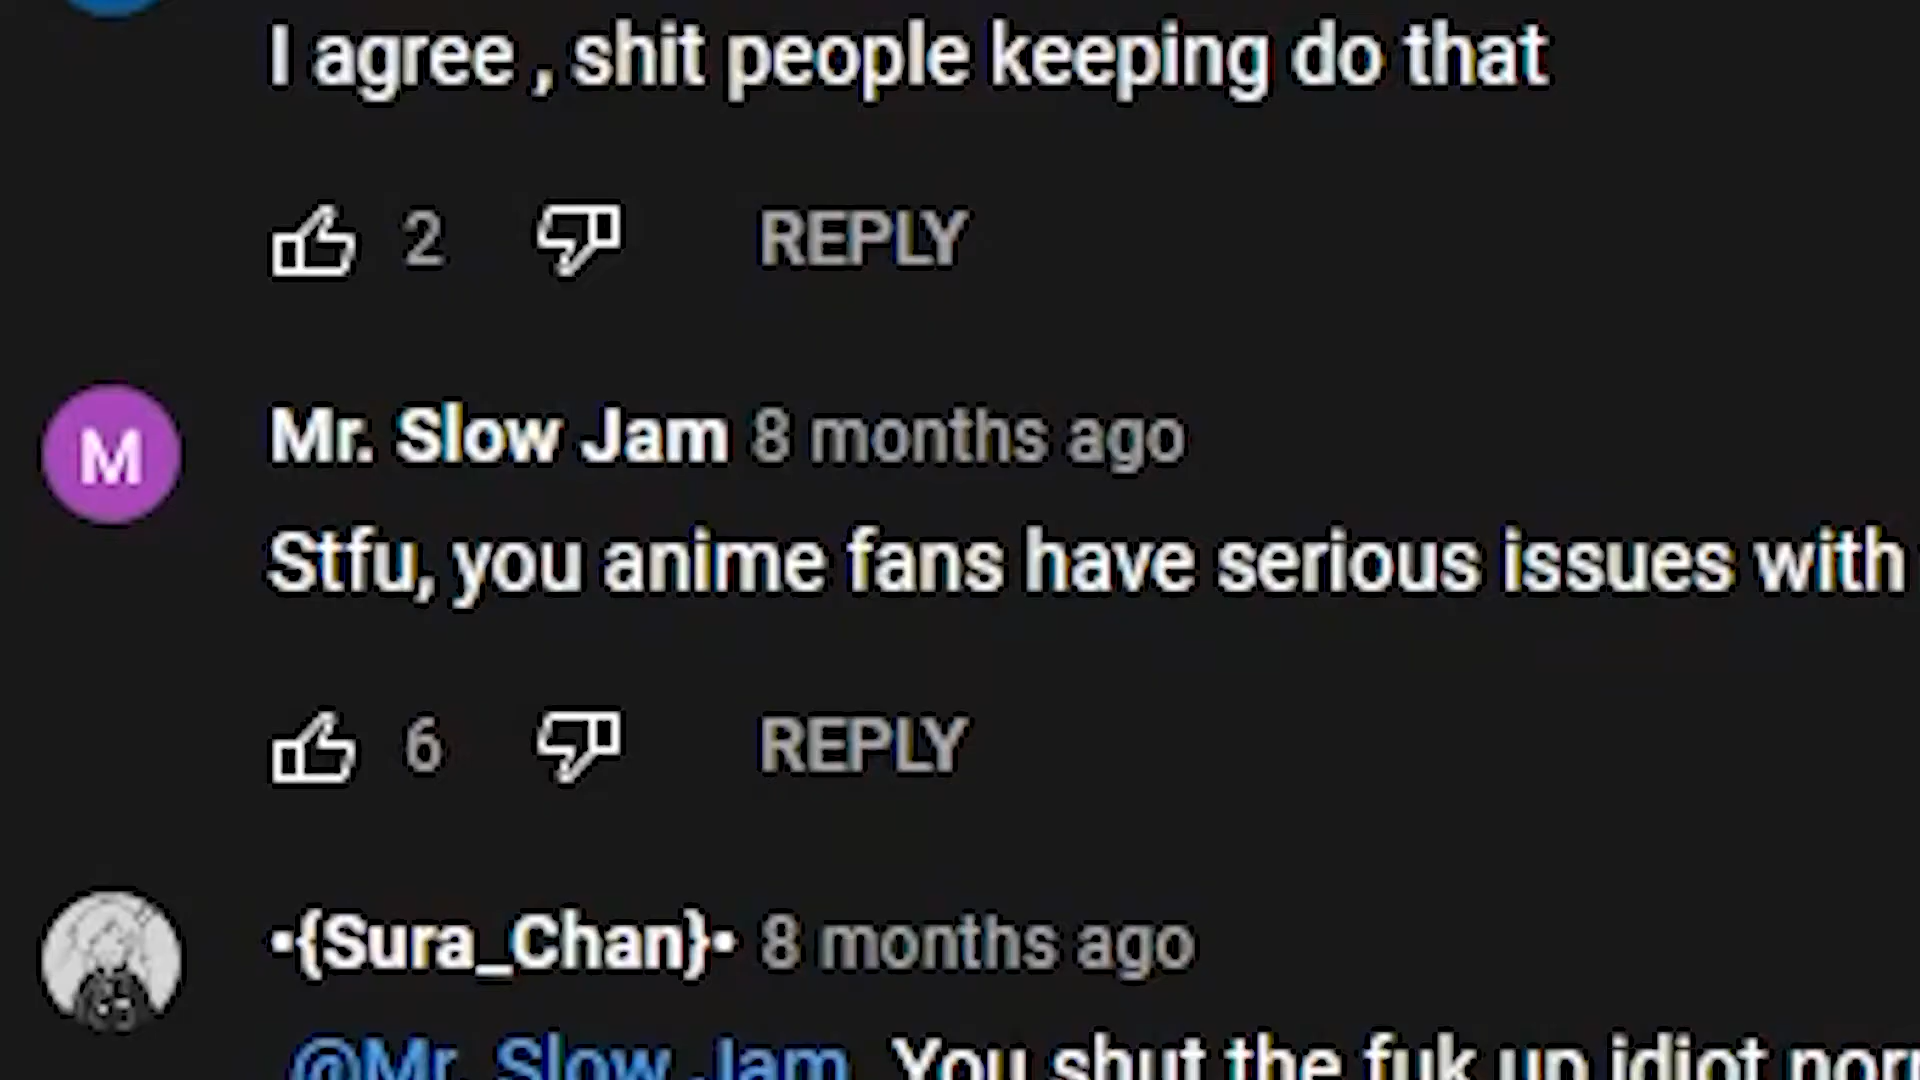 I agree , shit people keeping do that
2 REPLY
M
Mr. Slow Jam 8 months ago
Stfu, you anime fans have serious issues with
6 REPLY
•{Sura_Chan}• 8 months ago
@Mr. Slow Jam You shut the fuk up idiot